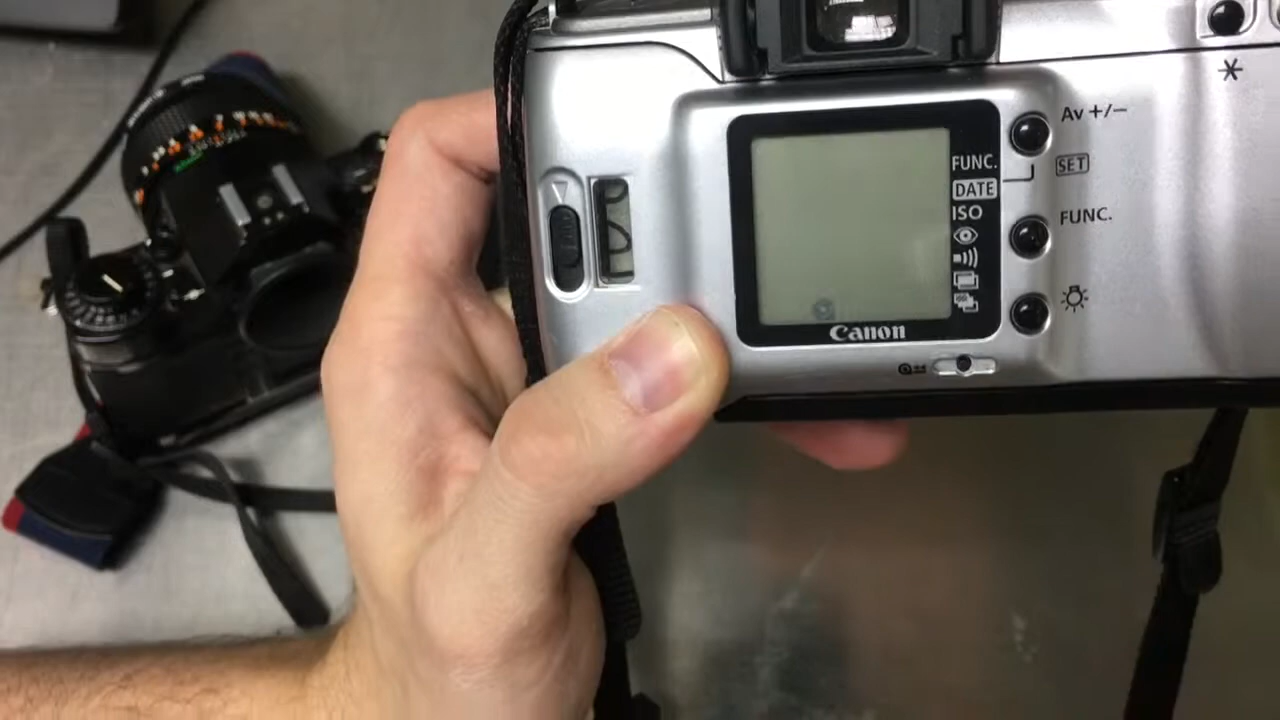 Av +/−
FUNC.
DATE
SET
ISO
FUNC.
Canon